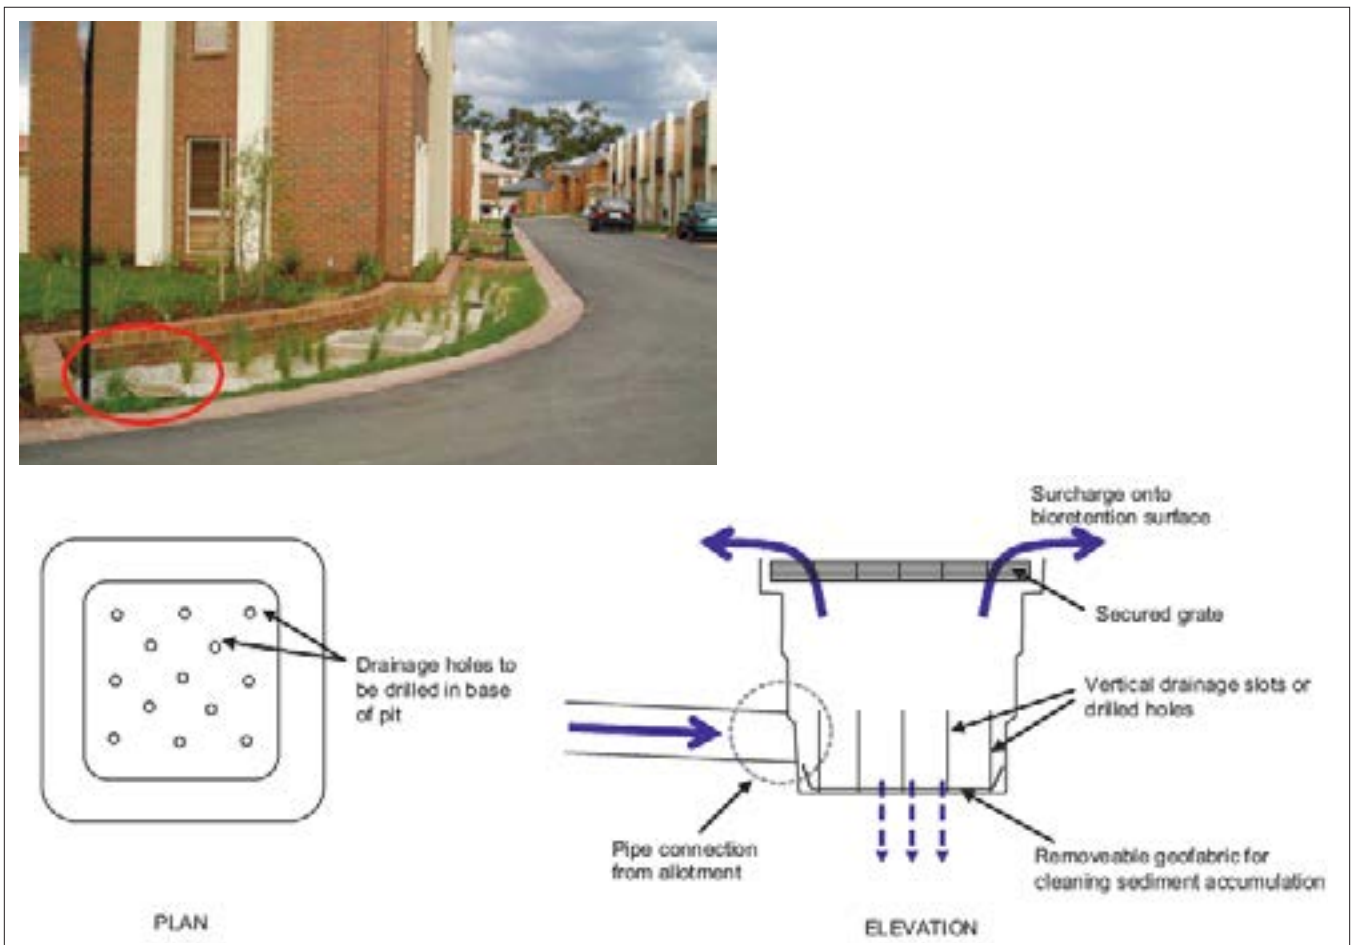 Surcharge onto
bioretention surface
Secured grate
Drainage holes to
be drilled in base
of pit
Vertical drainage slots or
drilled holes
Pipe connection
from allotment
Removeable geofabric for
cleaning sediment accumulation
PLAN
ELEVATION